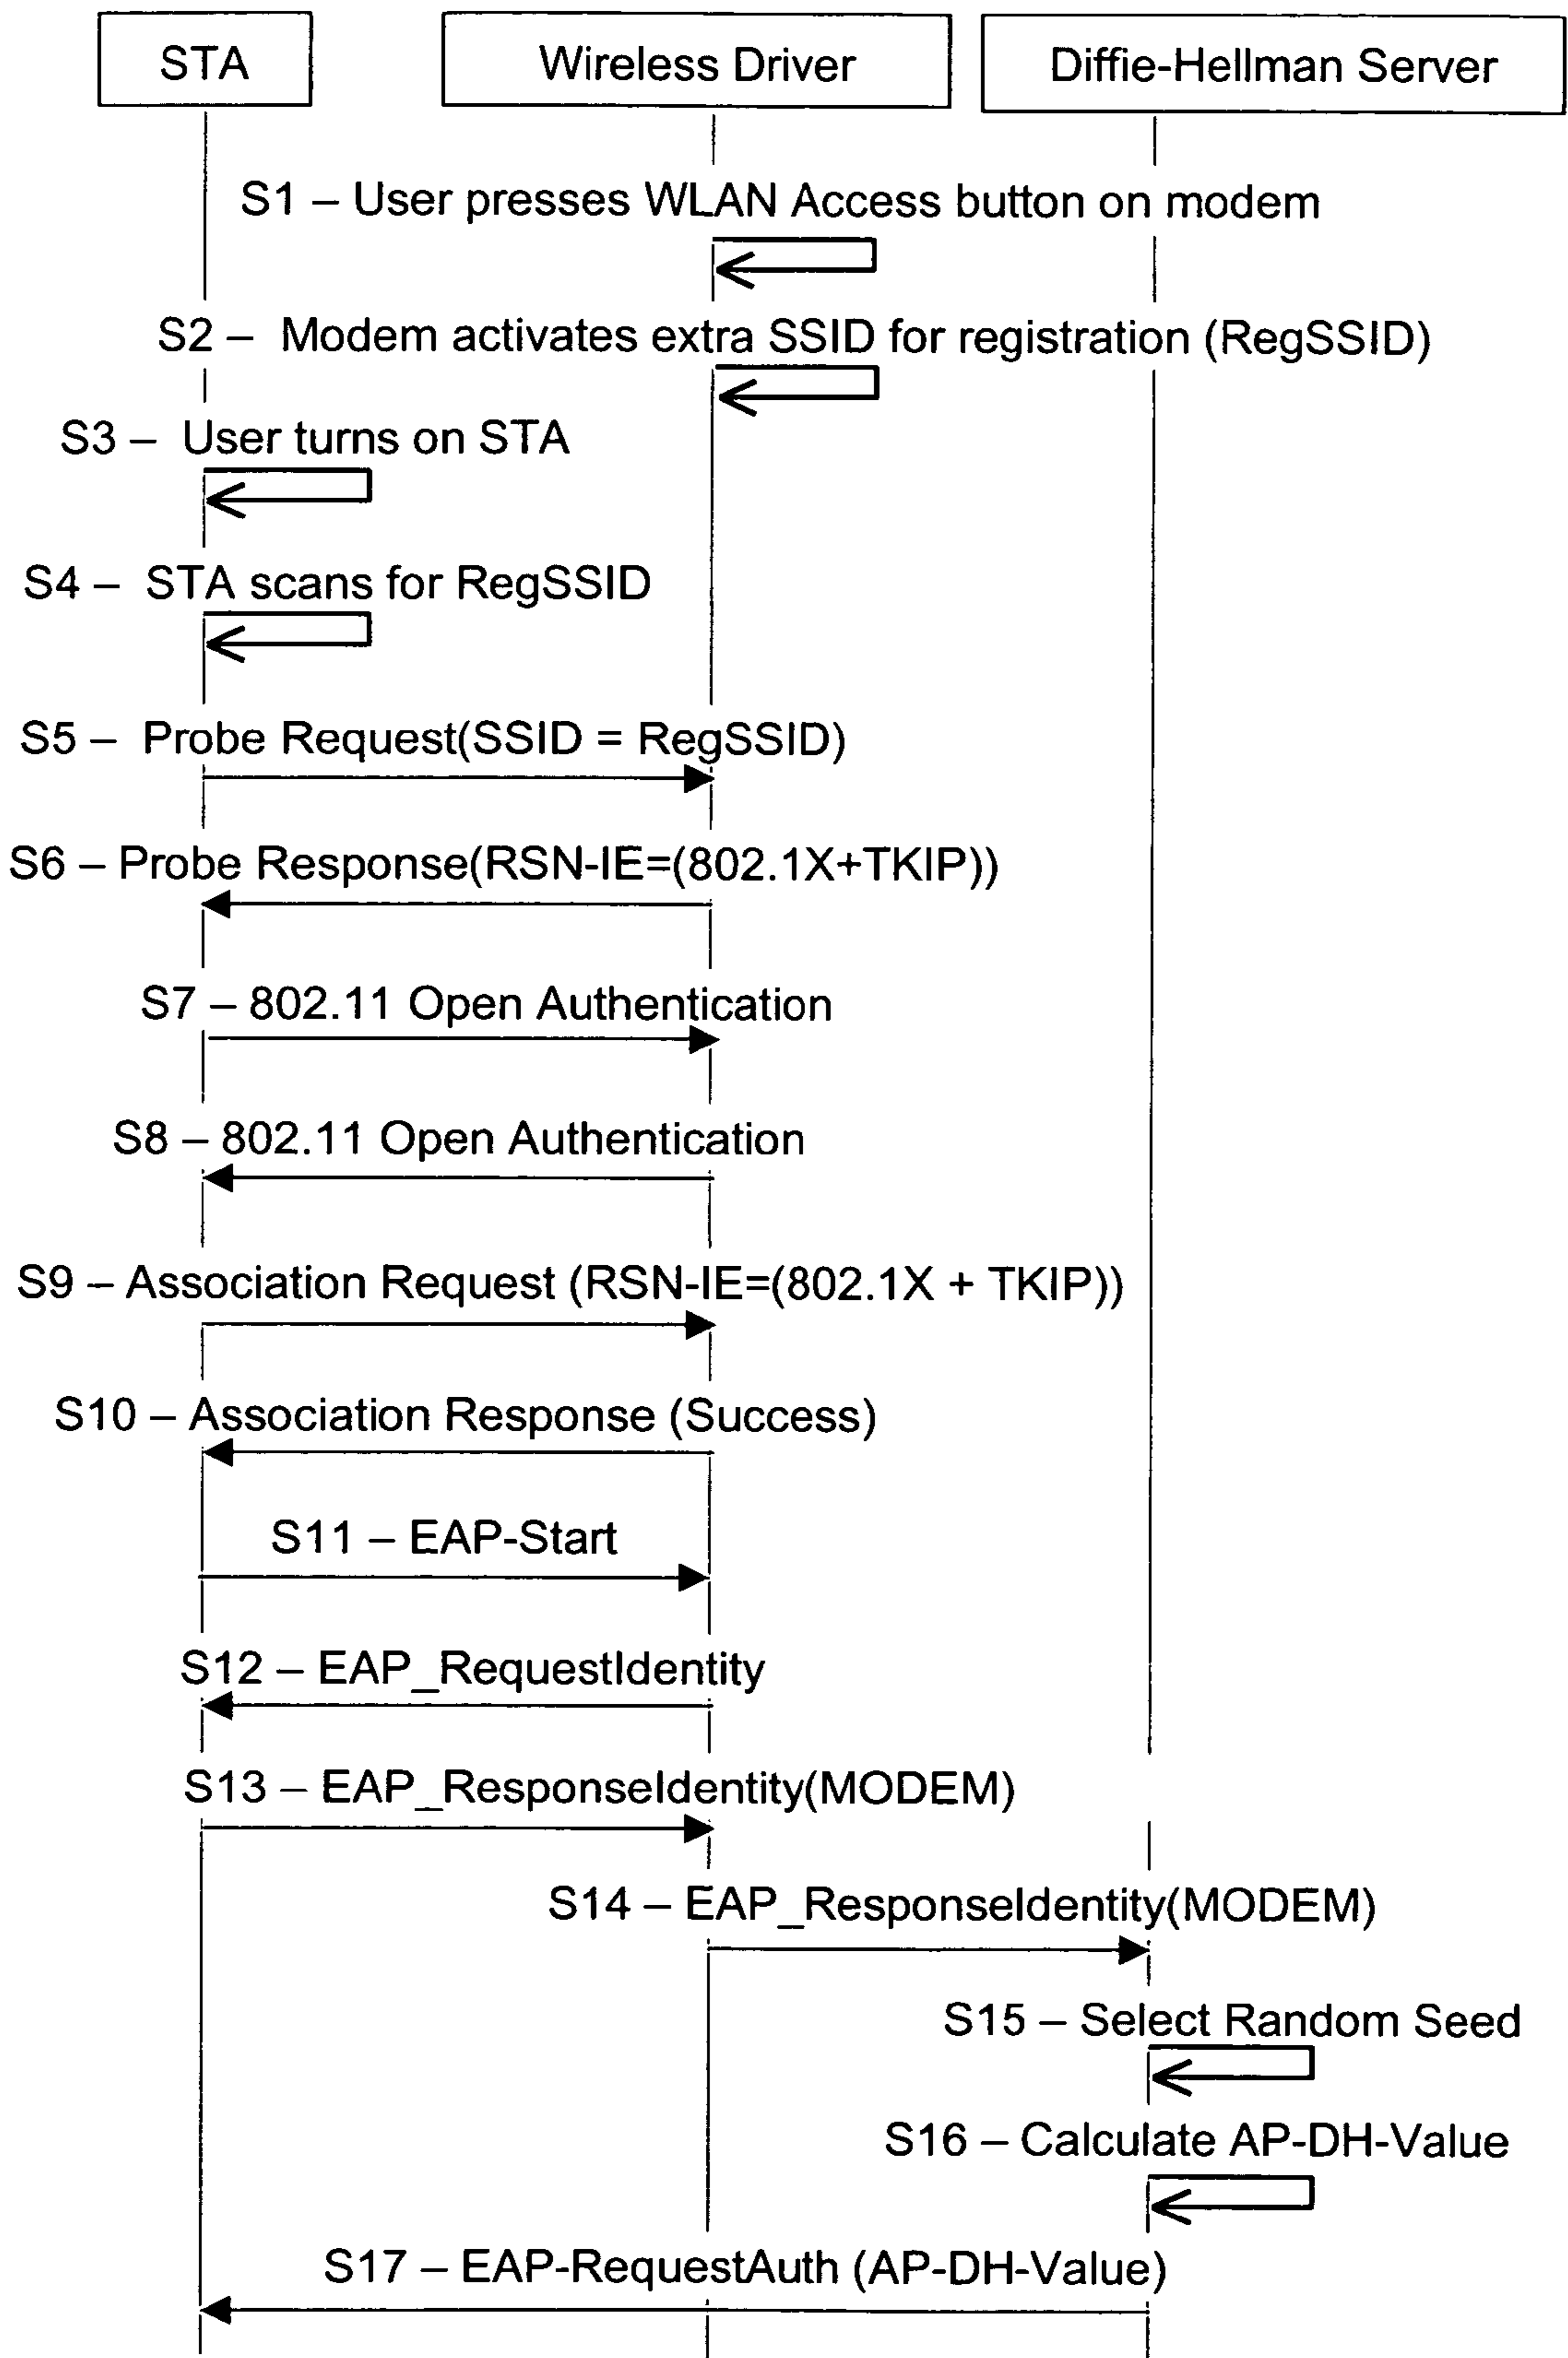 STA
Wireless Driver
Diffie-Hellman Server
S1 – User presses WLAN Access button on modem
S2 – Modem activates extra SSID for registration (RegSSID)
S3 – User turns on STA
S4 – STA scans for RegSSID
S5 – Probe Request(SSID = RegSSID)
S6 – Probe Response(RSN-IE=(802.1X+TKIP))
S7 – 802.11 Open Authentication
S8 – 802.11 Open Authentication
S9 – Association Request (RSN-IE=(802.1X + TKIP))
S10 – Association Response (Success)
S11 – EAP-Start
S12 – EAP_RequestIdentity
S13 – EAP_ResponseIdentity(MODEM)
S14 – EAP_ResponseIdentity(MODEM)
S15 – Select Random Seed
S16 – Calculate AP-DH-Value
S17 – EAP-RequestAuth (AP-DH-Value)